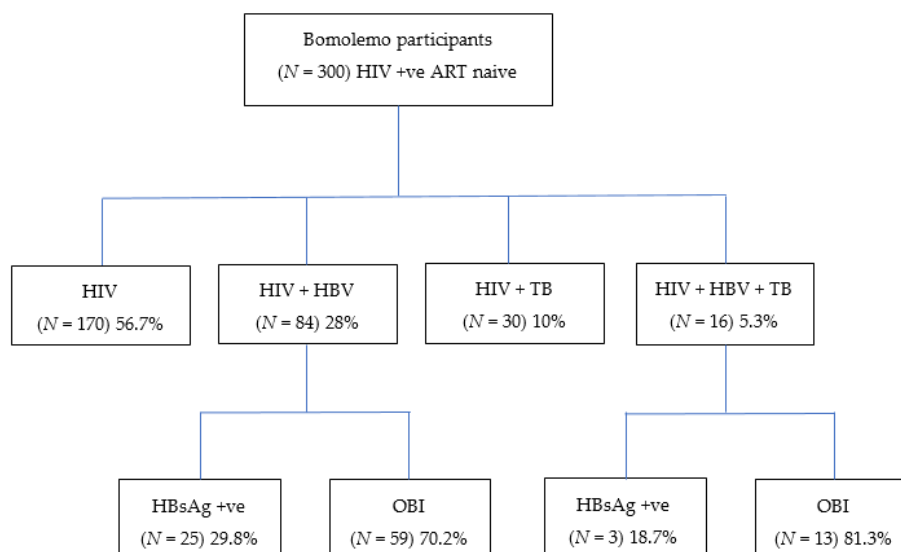 Bomolemo participants
(N = 300) HIV +ve ART naive
HIV
(N = 170) 56.7%
HIV + HBV
(N = 84) 28%
HIV + TB
(N = 30) 10%
HIV + HBV + TB
(N = 16) 5.3%
HBsAg +ve
(N = 25) 29.8%
OBI
(N = 59) 70.2%
HBsAg +ve
(N = 3) 18.7%
OBI
(N = 13) 81.3%